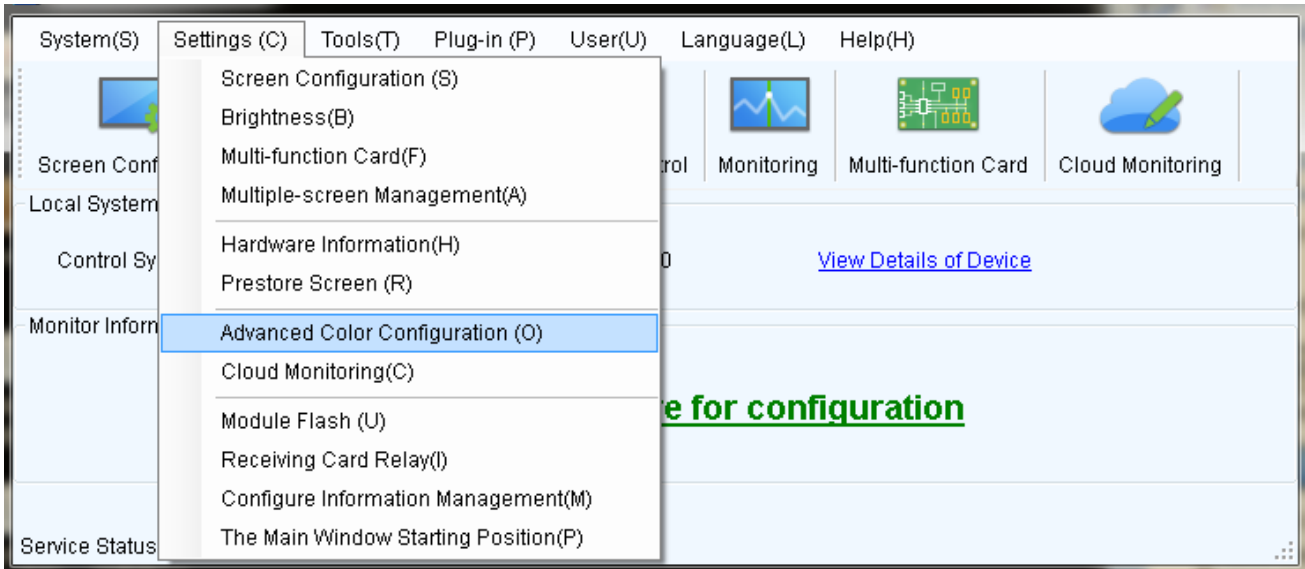 System(S) Settings (C) Tools(T) Plug-in (P) User(U) Language(L) Help(H)
Screen Configuration (S)
Brightness(B)
Multi-function Card(F)
Multiple-screen Management(A)
Hardware Information(H)
Prestore Screen (R)
Advanced Color Configuration (O)
Cloud Monitoring(C)
Module Flash (U)
Receiving Card Relay(I)
Configure Information Management(M)
The Main Window Starting Position(P)
Screen Conf rol Monitoring Multi-function Card Cloud Monitoring
Local System
Control Sy 0 View Details of Device
Monitor Inforn
e for configuration
Service Status